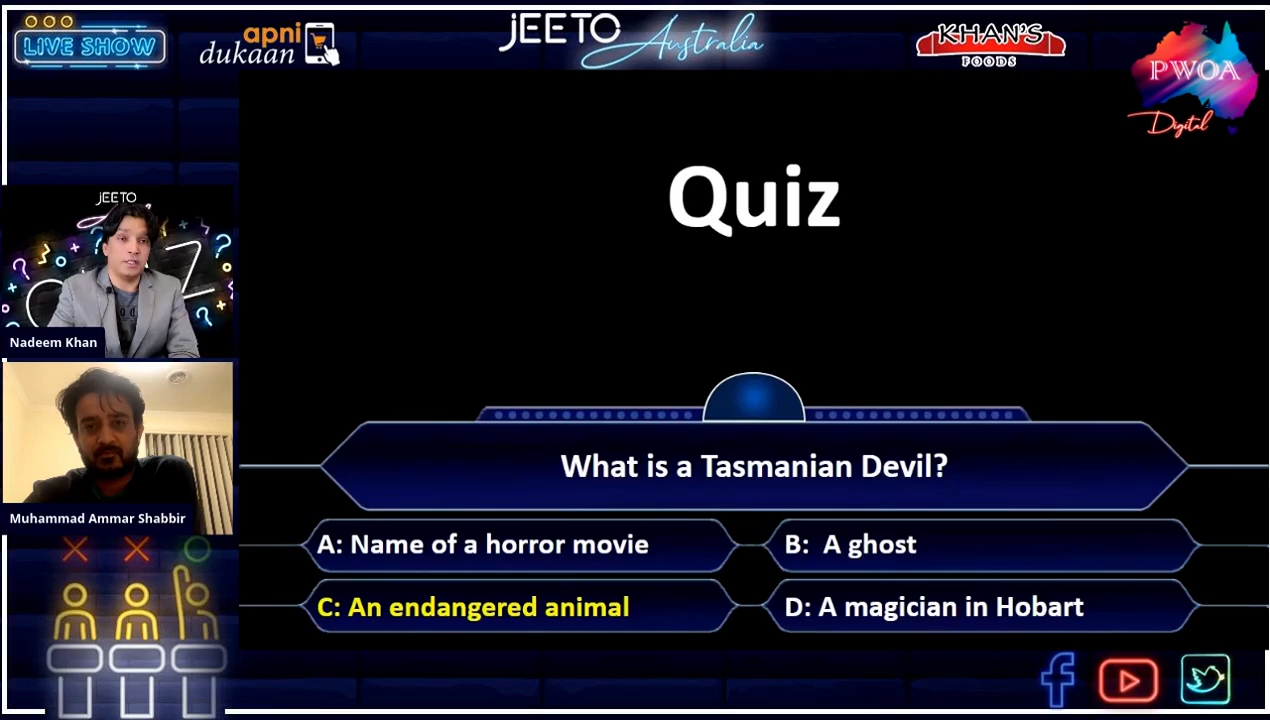 LIVE SHOW
apni
dukaan
JEETO Australia
KHAN'S
FOODS
PWOA
Digital
Quiz
JEETO
Nadeem Khan
Muhammad Ammar Shabbir
What is a Tasmanian Devil?
A: Name of a horror movie
B: A ghost
C: An endangered animal
D: A magician in Hobart